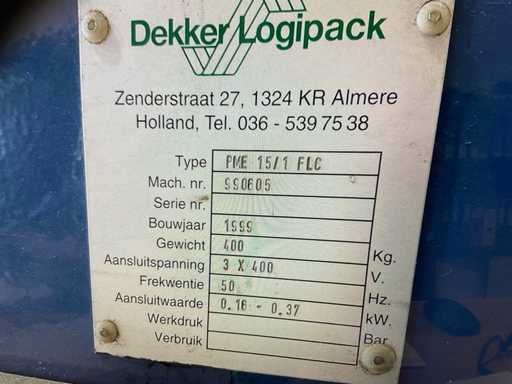 Dekker Logipack
Zenderstraat 27, 1324 KR Almere
Holland, Tel. 036 - 539 75 38
Type PME 15/1 FLC
Mach. nr. 990605
Serie nr.
Bouwjaar 1999
Gewicht 400 Kg.
Aansluitspanning 3 X 400 V.
Frekwentie 50 Hz.
Aansluitwaarde 0.16 - 0.37 kW.
Werkdruk Bar
Verbruik